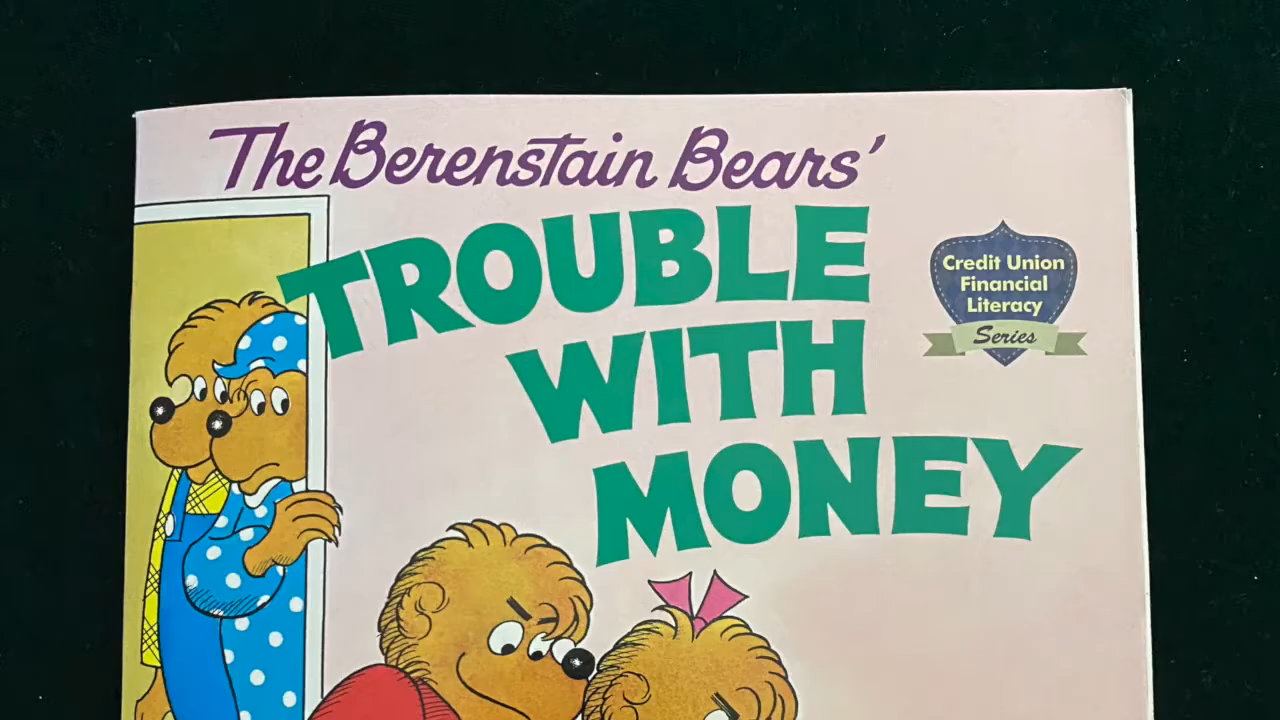 The Berenstain Bears'
TROUBLE
WITH
MONEY
Credit Union
Financial
Literacy
Series